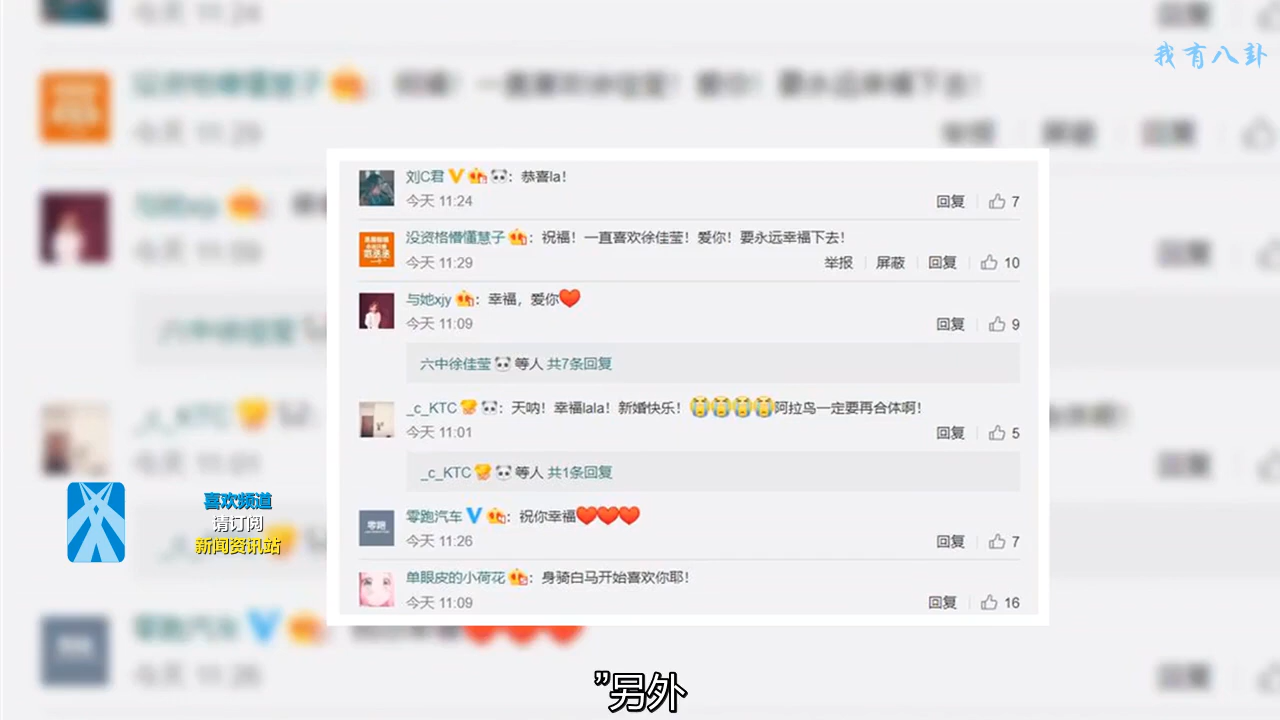 我有八卦
刘C君：恭喜la！
今天 11:24 回复 7
没资格懵懂慧子：祝福！一直喜欢徐佳莹！爱你！要永远幸福下去！
今天 11:29 举报 屏蔽 回复 10
与她xjy：幸福，爱你❤️
今天 11:09 回复 9
六中徐佳莹 等人 共7条回复
_c_KTC：天呐！幸福lala！新婚快乐！😭😭😭😭阿拉鸟一定要再合体啊！
今天 11:01 回复 5
_c_KTC 等人 共1条回复
零跑汽车：祝你幸福❤️❤️❤️
今天 11:26 回复 7
单眼皮的小荷花：身骑白马开始喜欢你耶！
今天 11:09 回复 16
喜欢频道
请订阅
新闻资讯站
”另外